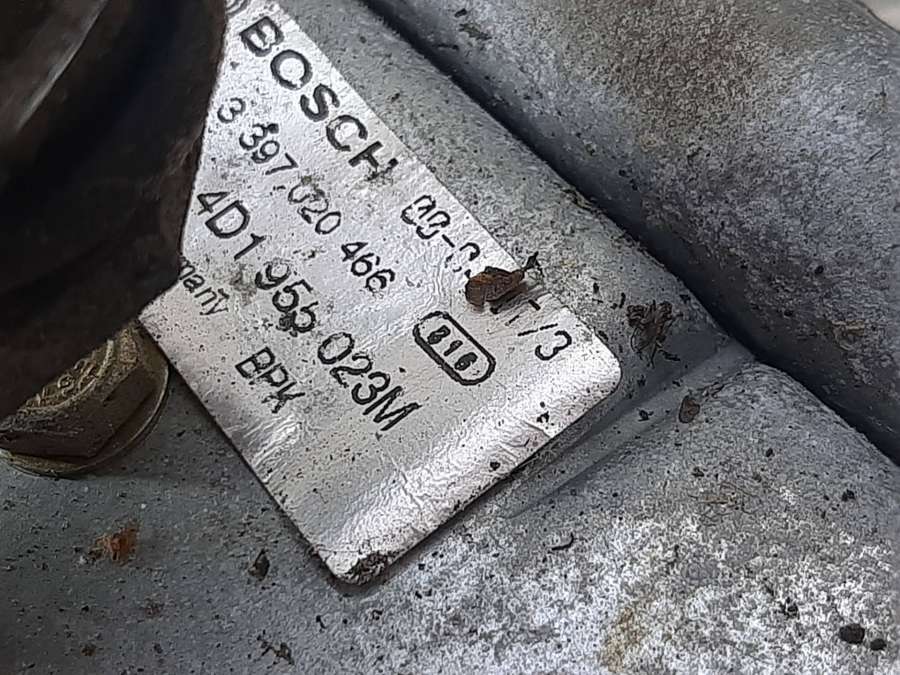 BOSCH
3 397 020 466
4D1 955 023M
many
BPK
816
T/3